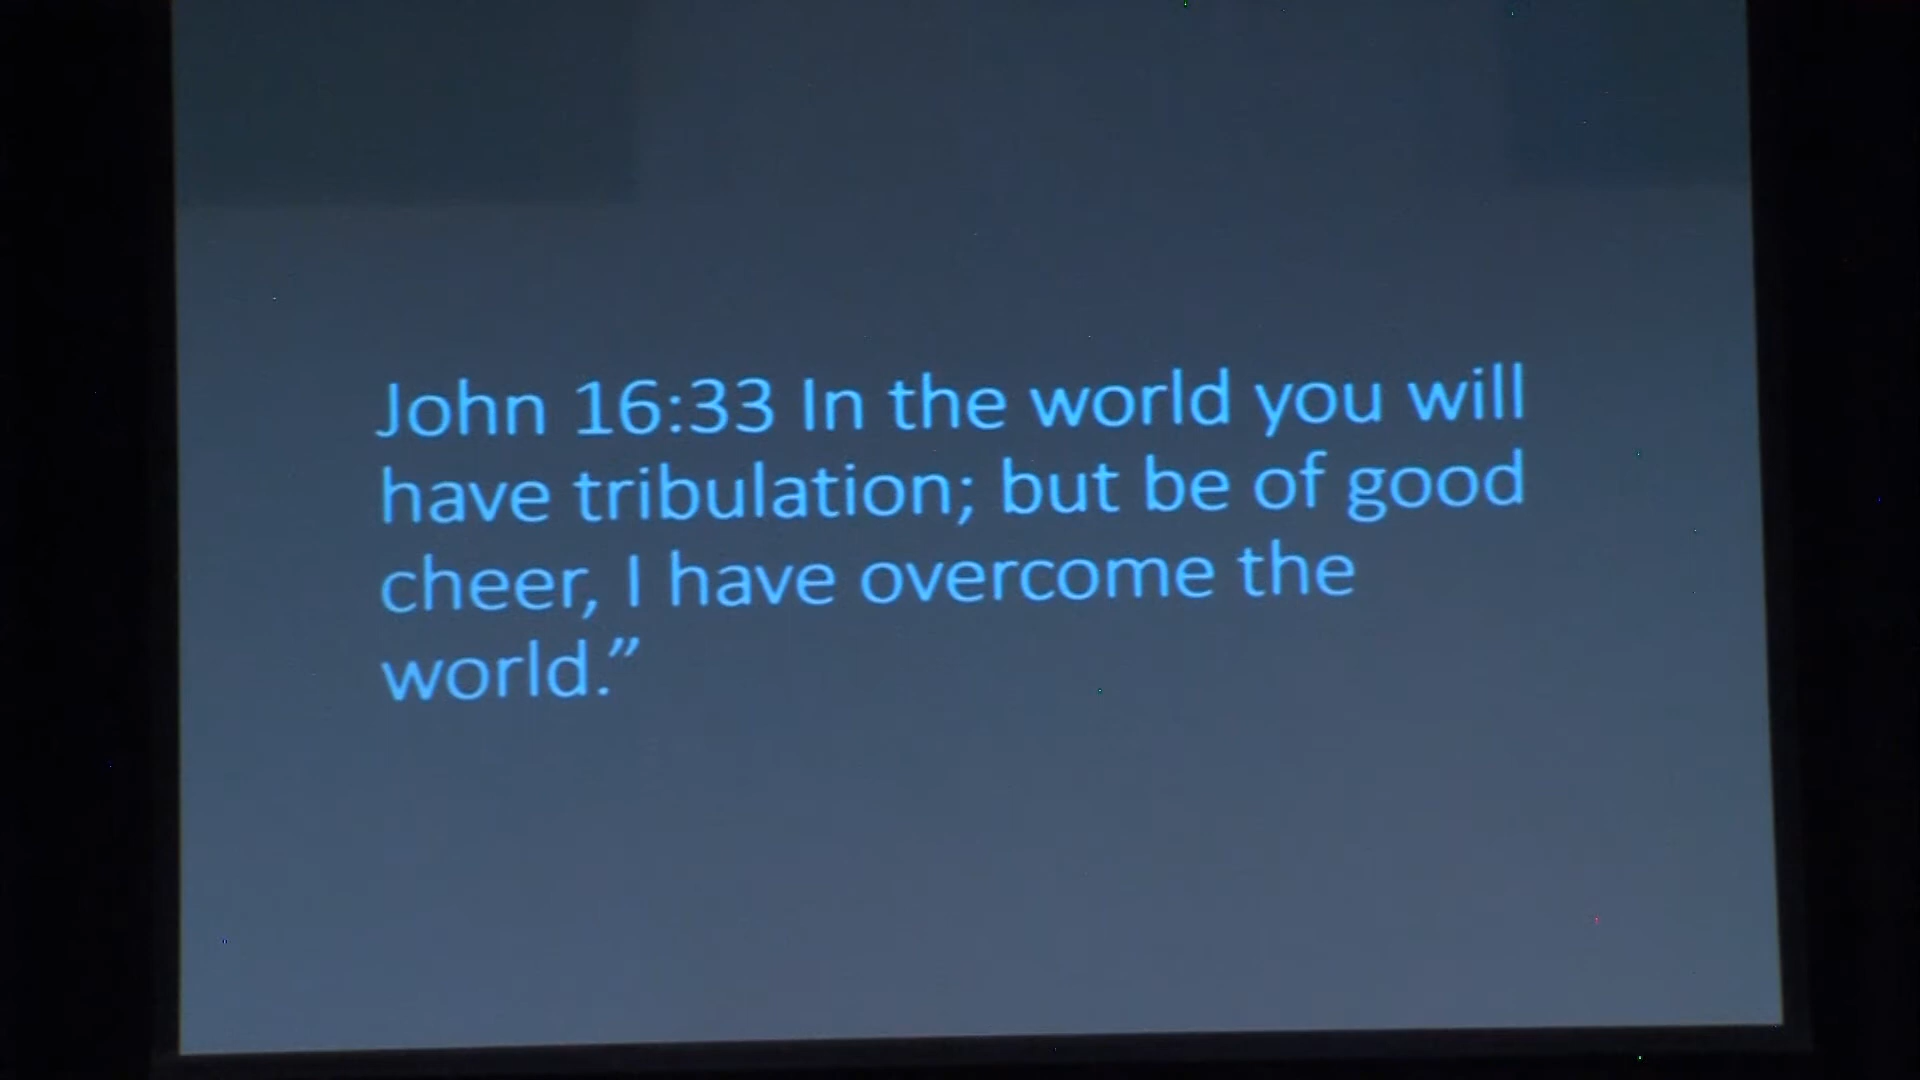 John 16:33 In the world you will
have tribulation; but be of good
cheer, I have overcome the
world.”